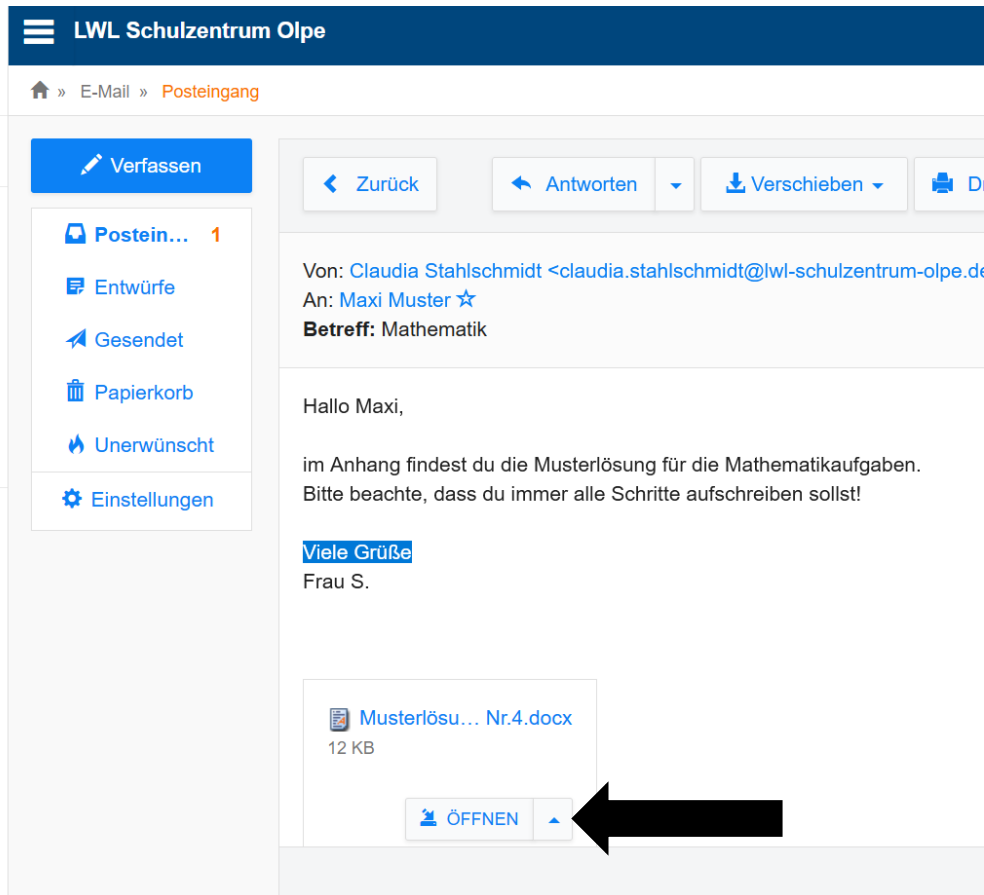 LWL Schulzentrum Olpe
» E-Mail » Posteingang
Verfassen
Postein... 1
Entwürfe
Gesendet
Papierkorb
Unerwünscht
Einstellungen
Zurück Antworten Verschieben
Von: Claudia Stahlschmidt <claudia.stahlschmidt@lwl-schulzentrum-olpe.de
An: Maxi Muster
Betreff: Mathematik
Hallo Maxi,
im Anhang findest du die Musterlösung für die Mathematikaufgaben.
Bitte beachte, dass du immer alle Schritte aufschreiben sollst!
Viele Grüße
Frau S.
Musterlösu... Nr.4.docx
12 KB
ÖFFNEN